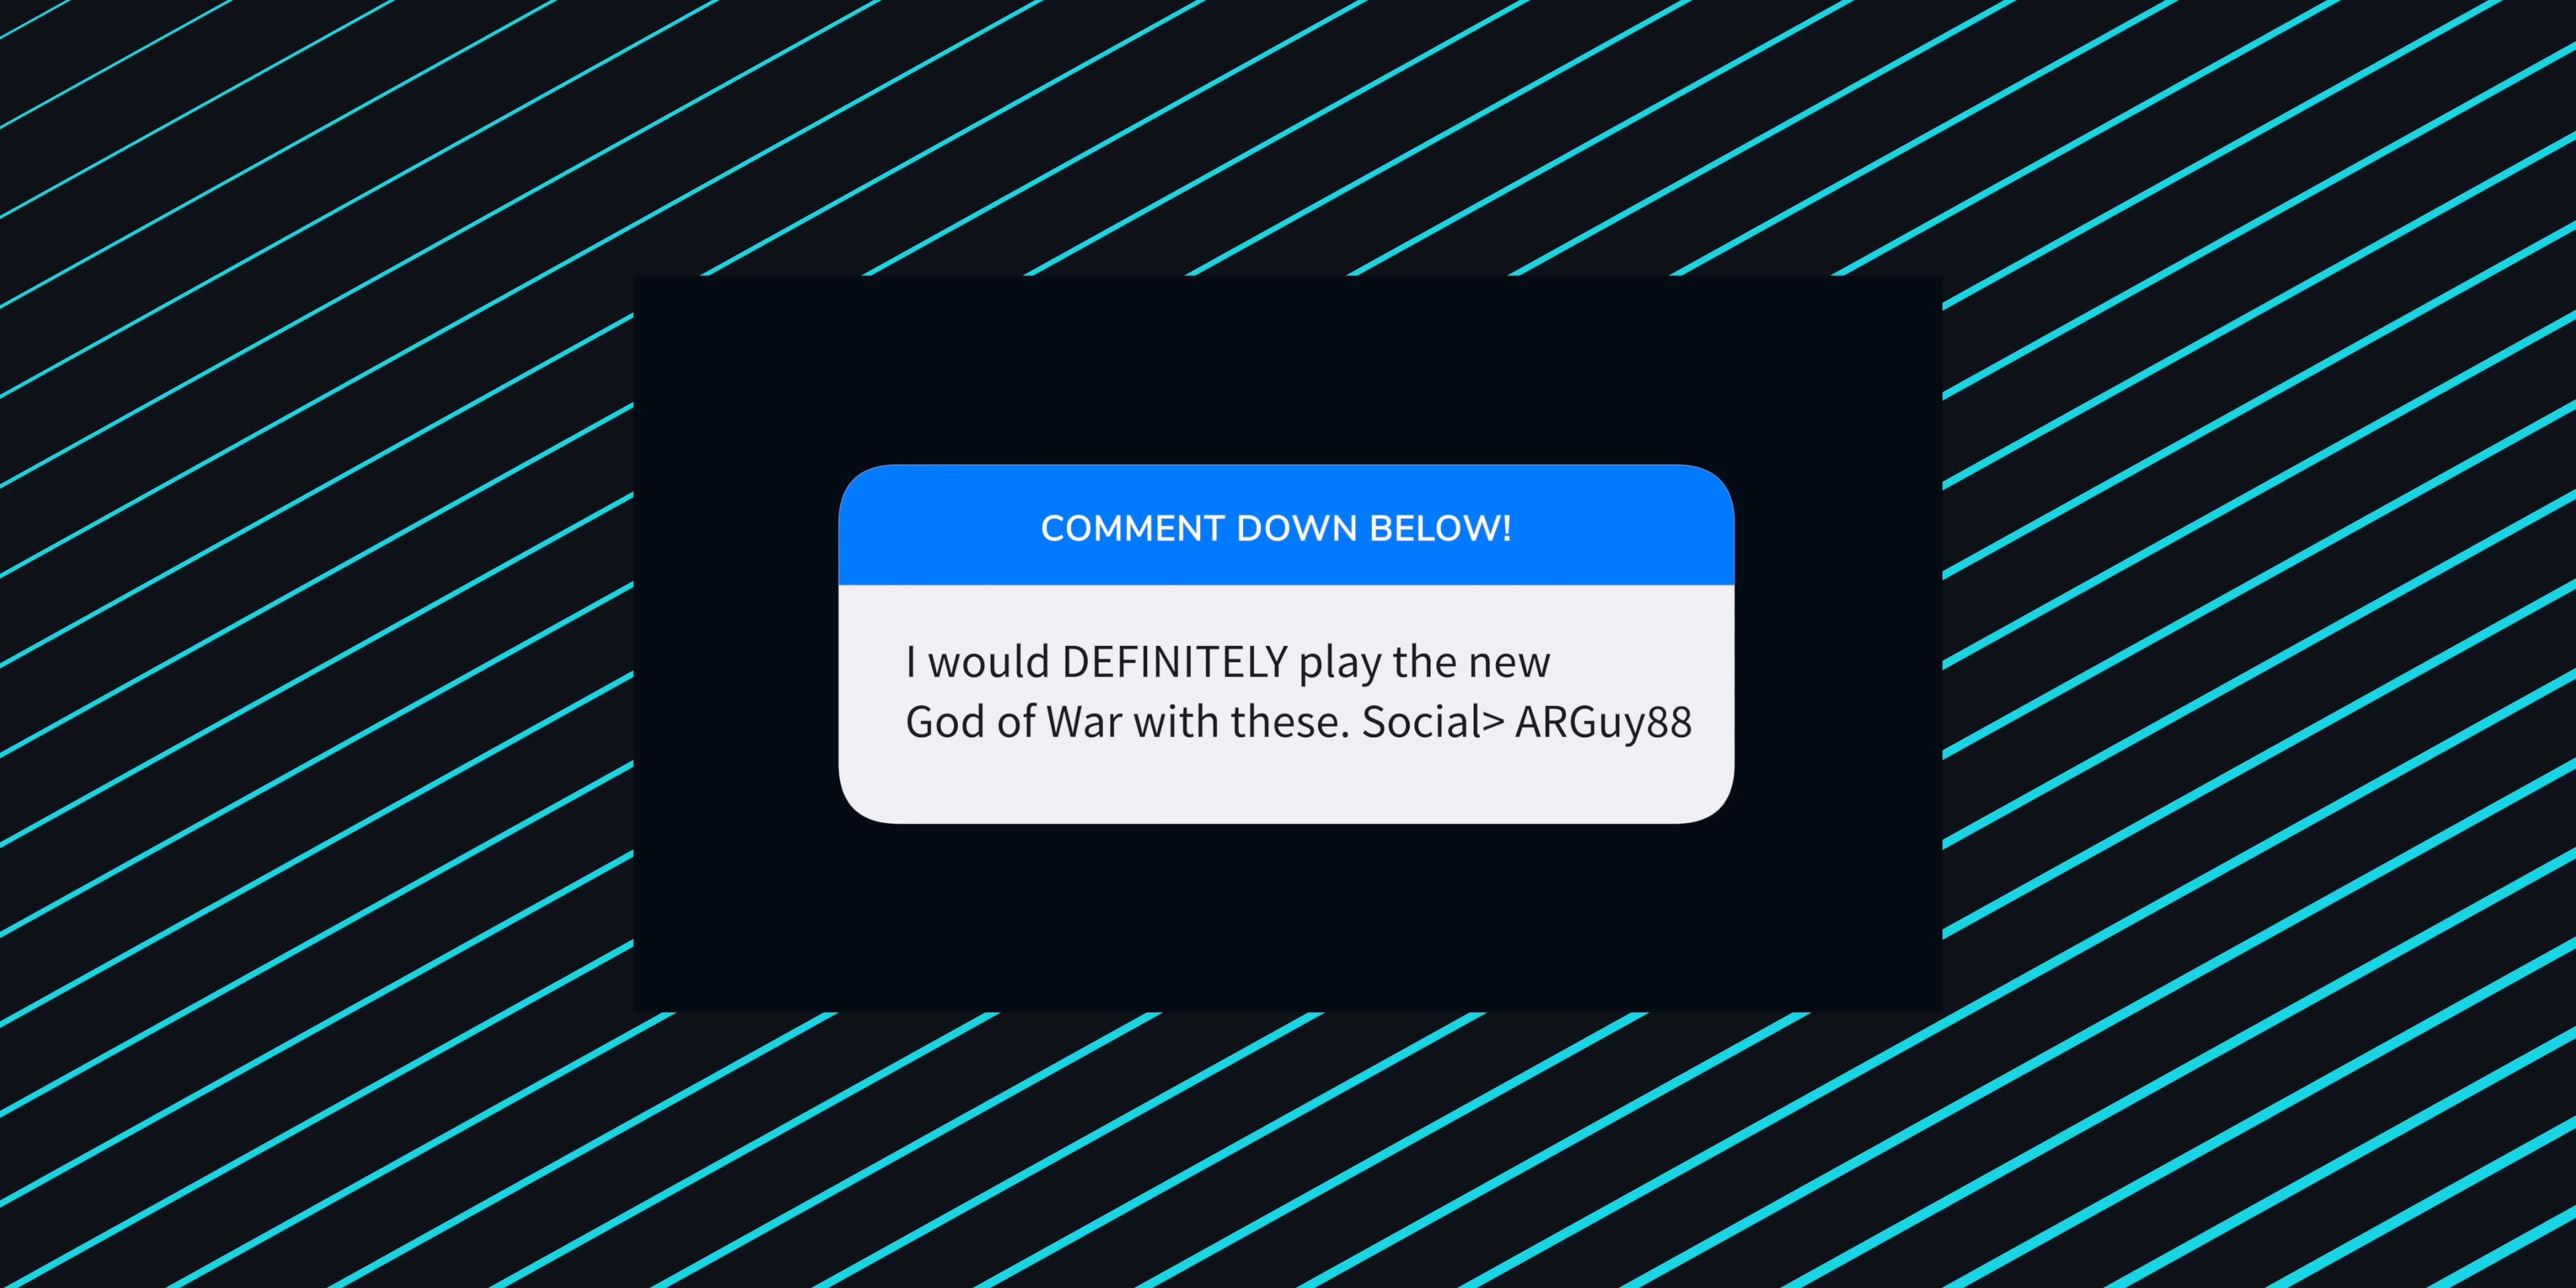 COMMENT DOWN BELOW!
I would DEFINITELY play the new
God of War with these. Social> ARGuy88